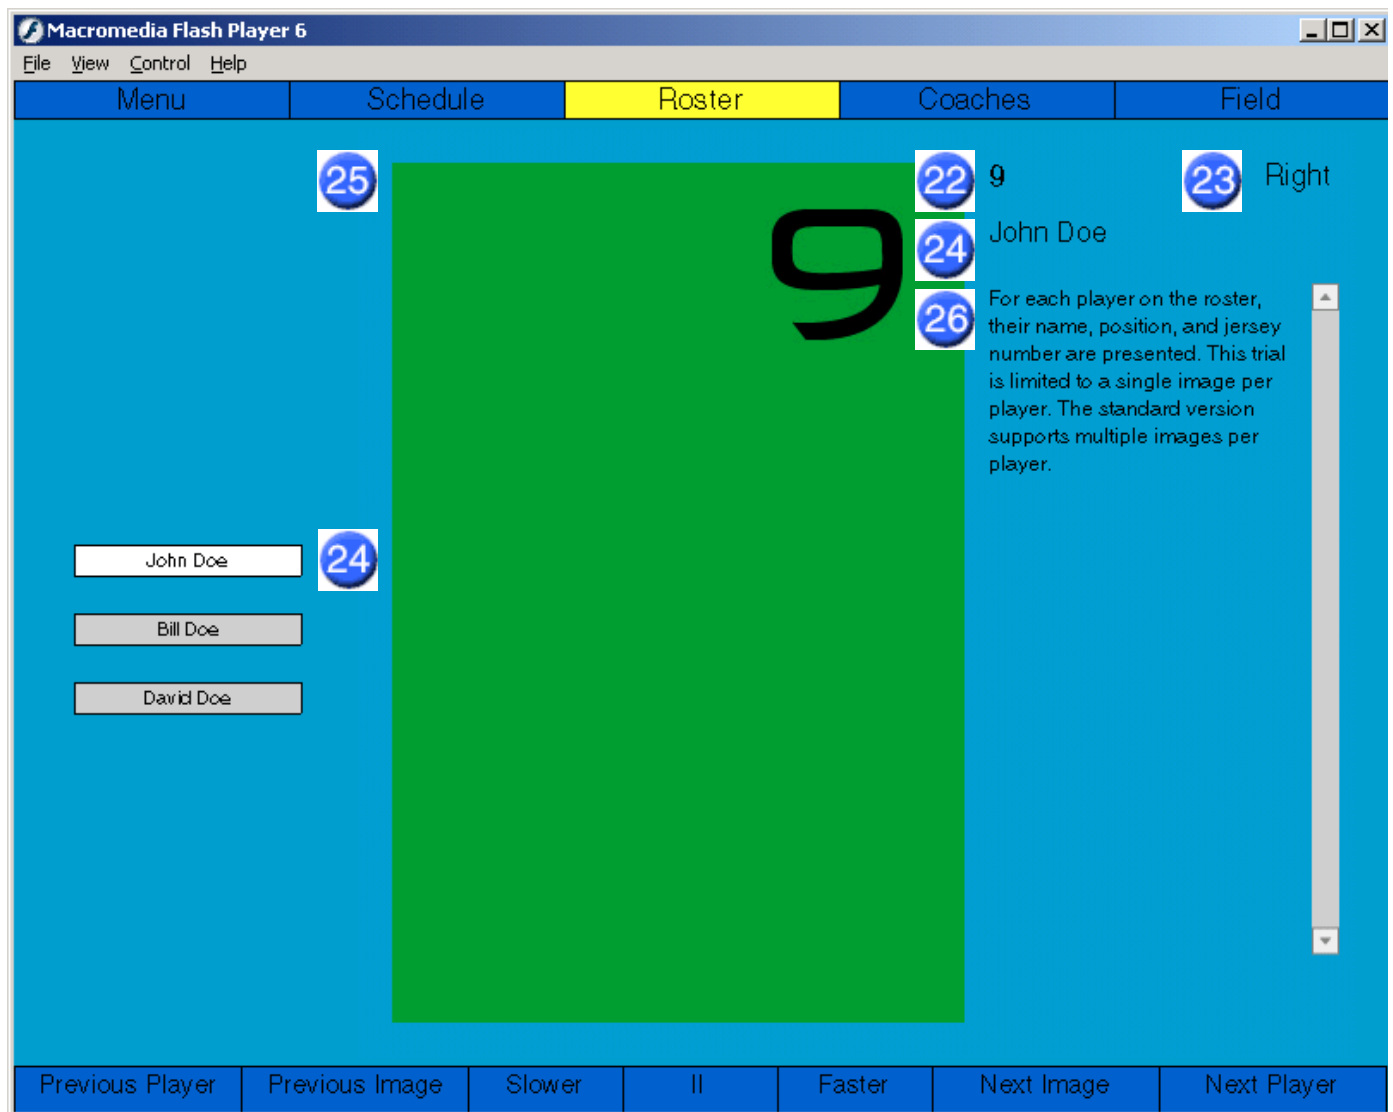 Macromedia Flash Player 6
File View Control Help
Menu Schedule Roster Coaches Field
25 22 9 23 Right
9
24 John Doe
26 For each player on the roster,
their name, position, and jersey
number are presented. This trial
is limited to a single image per
player. The standard version
supports multiple images per
player.
John Doe 24
Bill Doe
David Doe
Previous Player Previous Image Slower II Faster Next Image Next Player